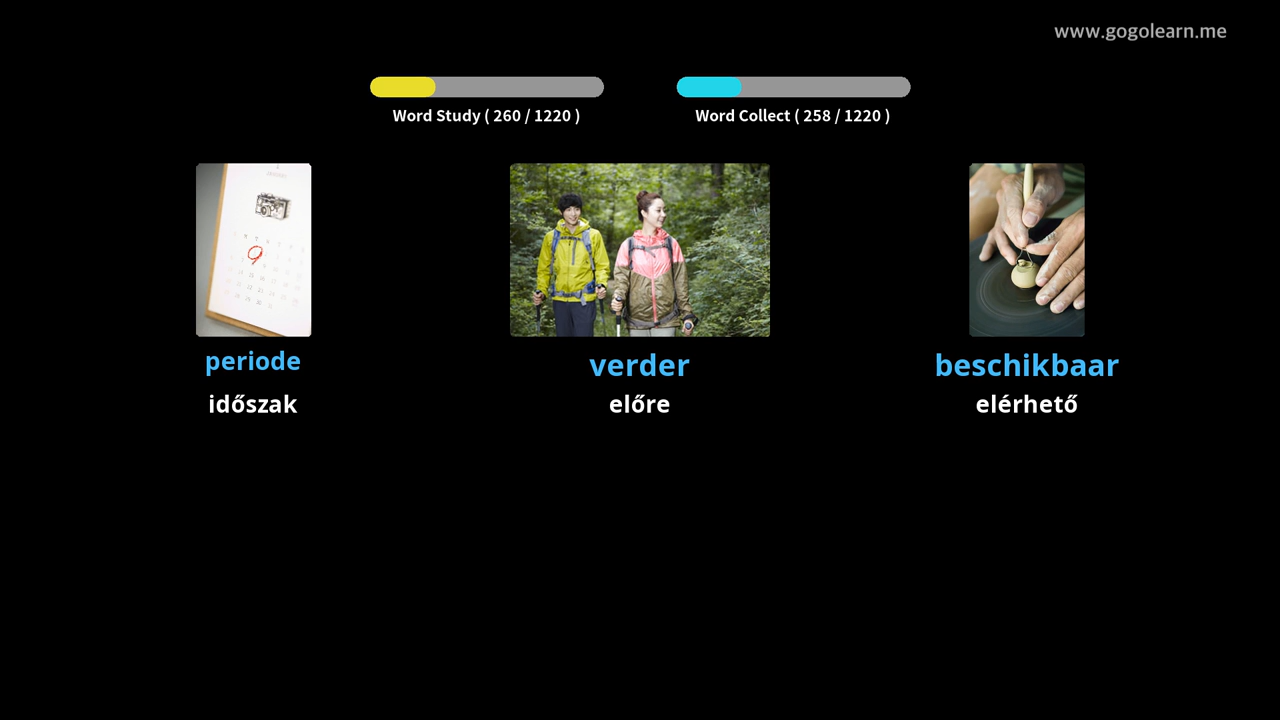 www.gogolearn.me
Word Study ( 260 / 1220 )
Word Collect ( 258 / 1220 )
periode
verder
beschikbaar
időszak
előre
elérhető